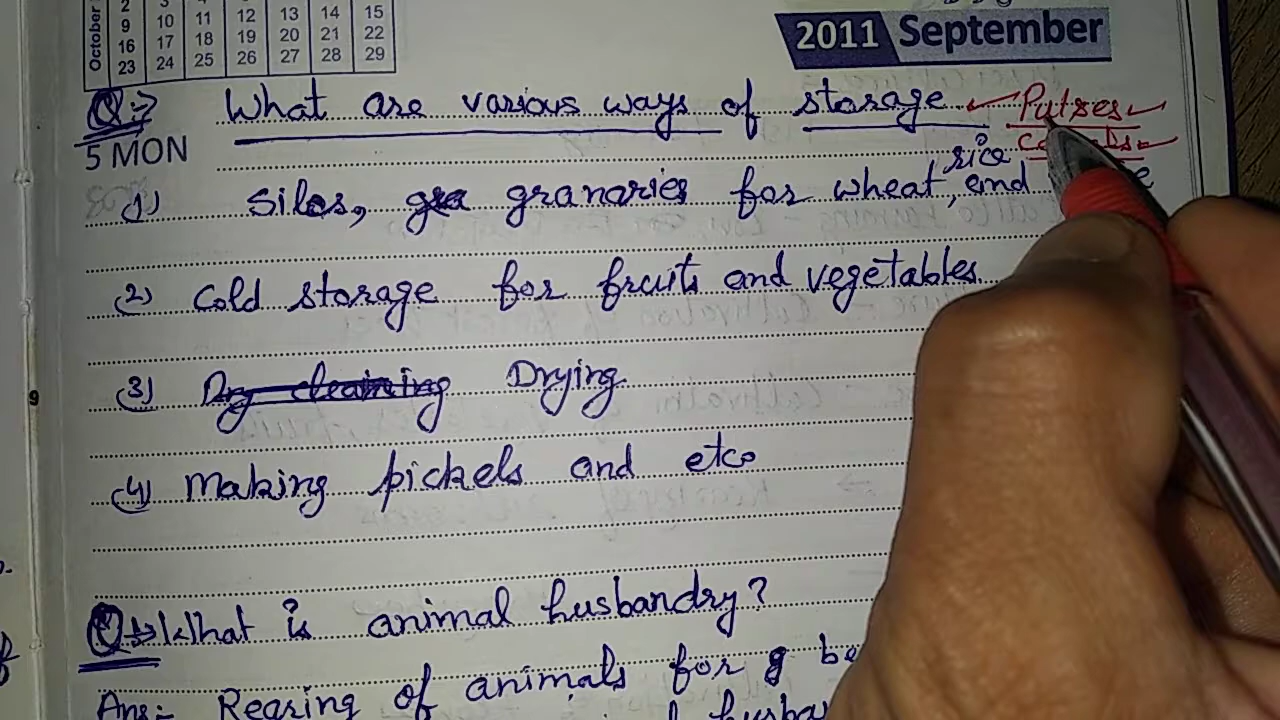 October
2 3 4
9 10 11 12 13 14 15
16 17 18 19 20 21 22
23 24 25 26 27 28 29
2011 September
Q:→ What are various ways of storage Pulses
5 MON
rice
1) Silos, granaries for wheat, and
(2) Cold storage for fruits and vegetables
(3) Dry cleaning Drying
(4) Making pickels and etc
9
Q:→ What is animal husbandry?
Ans:- Rearing of animals for